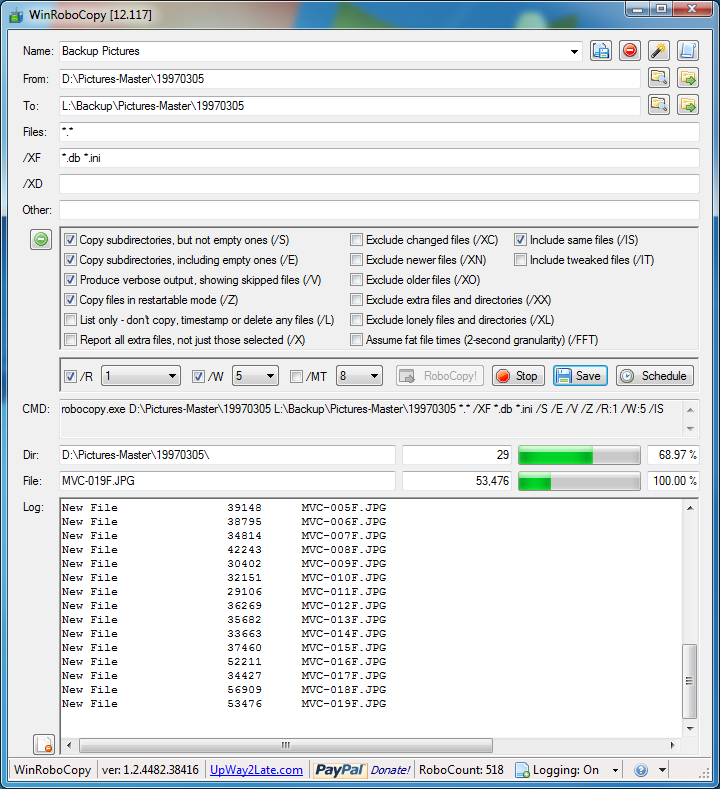 WinRoboCopy [12.117]
Name: Backup Pictures
From: D:\Pictures-Master\19970305
To: L:\Backup\Pictures-Master\19970305
Files: *.*
/XF *.db *.ini
/XD
Other:
Copy subdirectories, but not empty ones (/S) Exclude changed files (/XC) Include same files (/IS)
Copy subdirectories, including empty ones (/E) Exclude newer files (/XN) Include tweaked files (/IT)
Produce verbose output, showing skipped files (/V) Exclude older files (/XO)
Copy files in restartable mode (/Z) Exclude extra files and directories (/XX)
List only - don't copy, timestamp or delete any files (/L) Exclude lonely files and directories (/XL)
Report all extra files, not just those selected (/X) Assume fat file times (2-second granularity) (/FFT)
/R 1 /W 5 /MT 8 RoboCopy! Stop Save Schedule
CMD: robocopy.exe D:\Pictures-Master\19970305 L:\Backup\Pictures-Master\19970305 *.* /XF *.db *.ini /S /E /V /Z /R:1 /W:5 /IS
Dir: D:\Pictures-Master\19970305\ 29 68.97 %
File: MVC-019F.JPG 53,476 100.00 %
Log: New File 39148 MVC-005F.JPG
New File 38795 MVC-006F.JPG
New File 34814 MVC-007F.JPG
New File 42243 MVC-008F.JPG
New File 30402 MVC-009F.JPG
New File 32151 MVC-010F.JPG
New File 29106 MVC-011F.JPG
New File 36269 MVC-012F.JPG
New File 35682 MVC-013F.JPG
New File 33663 MVC-014F.JPG
New File 37460 MVC-015F.JPG
New File 52211 MVC-016F.JPG
New File 34427 MVC-017F.JPG
New File 56909 MVC-018F.JPG
New File 53476 MVC-019F.JPG
WinRoboCopy ver: 1.2.4482.38416 UpWay2Late.com PayPal Donate! RoboCount: 518 Logging: On